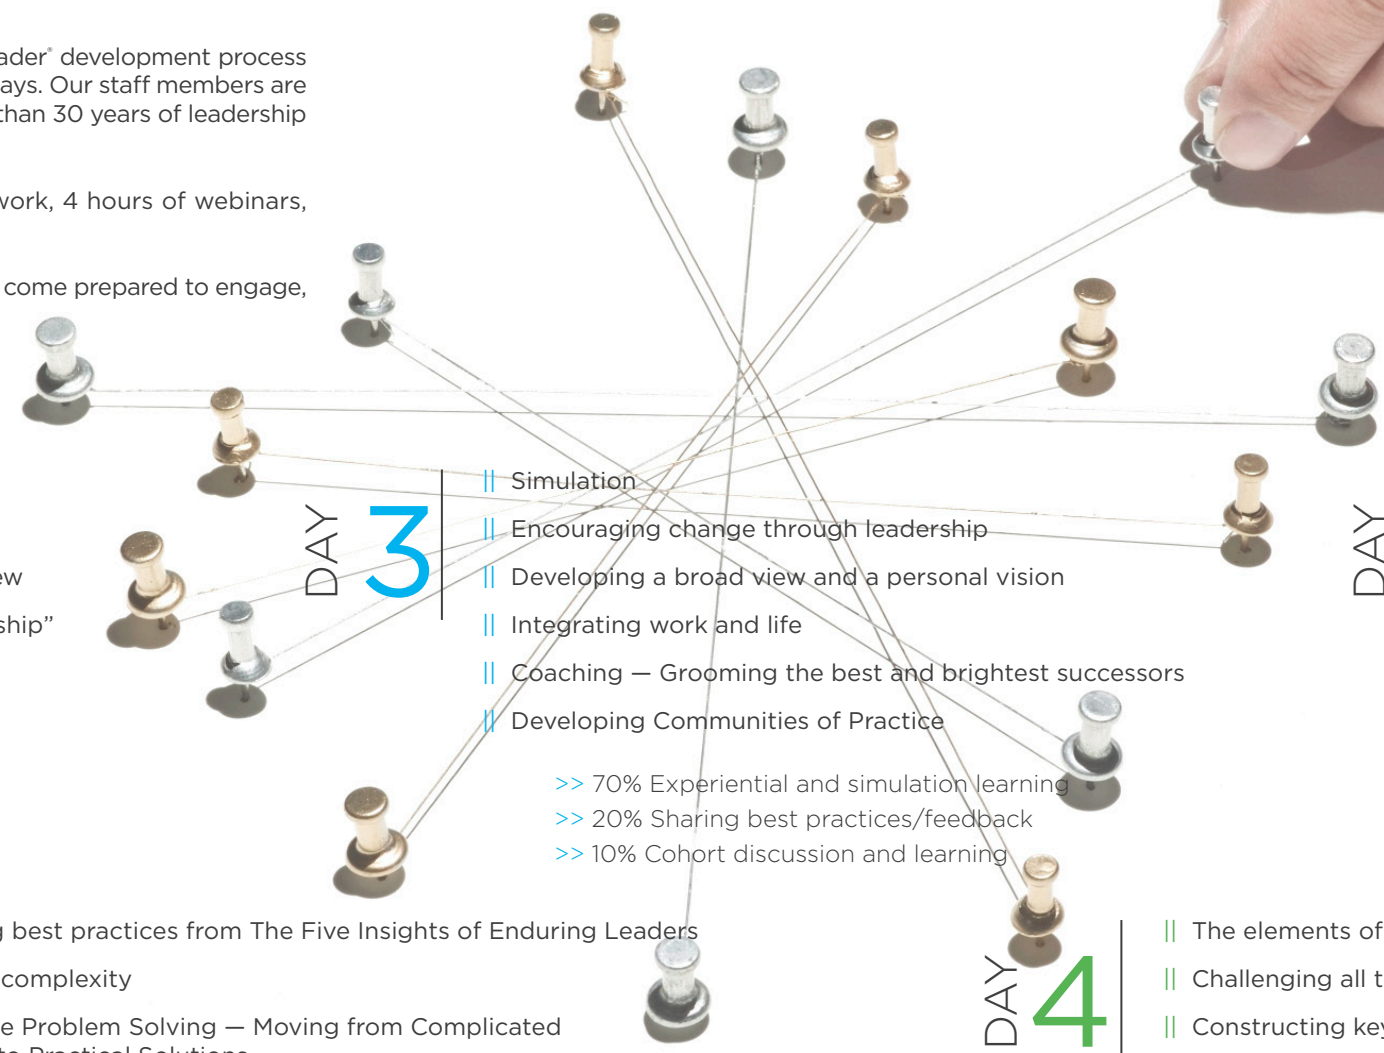 ader® development process
ays. Our staff members are
than 30 years of leadership
work, 4 hours of webinars,
come prepared to engage,
ew
ship”
DAY 3
|| Simulation
|| Encouraging change through leadership
|| Developing a broad view and a personal vision
|| Integrating work and life
|| Coaching — Grooming the best and brightest successors
|| Developing Communities of Practice
>> 70% Experiential and simulation learning
>> 20% Sharing best practices/feedback
>> 10% Cohort discussion and learning
DAY
g best practices from The Five Insights of Enduring Leaders
complexity
e Problem Solving — Moving from Complicated
to Practical Solutions
DAY 4
|| The elements of
|| Challenging all t
|| Constructing key